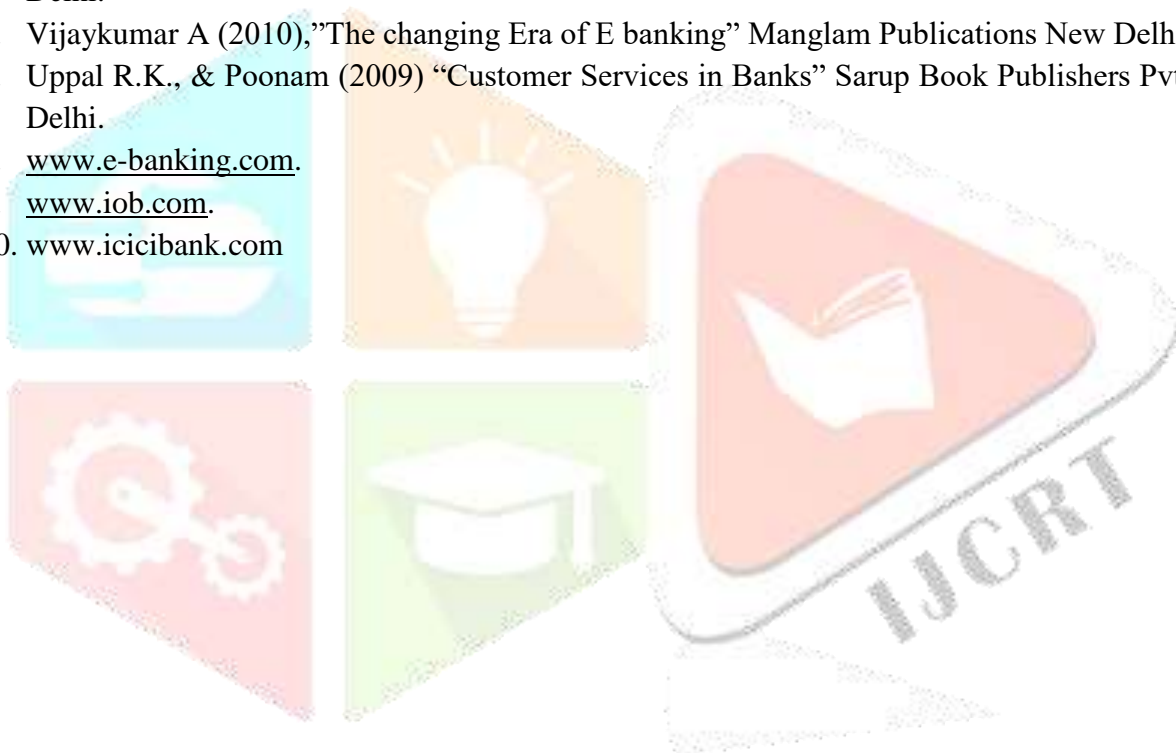 Delhi.
Vijaykumar A (2010),”The changing Era of E banking” Manglam Publications New Delh
Uppal R.K., & Poonam (2009) “Customer Services in Banks” Sarup Book Publishers Pvt
Delhi.
www.e-banking.com.
www.iob.com.
0. www.icicibank.com
IJCRT